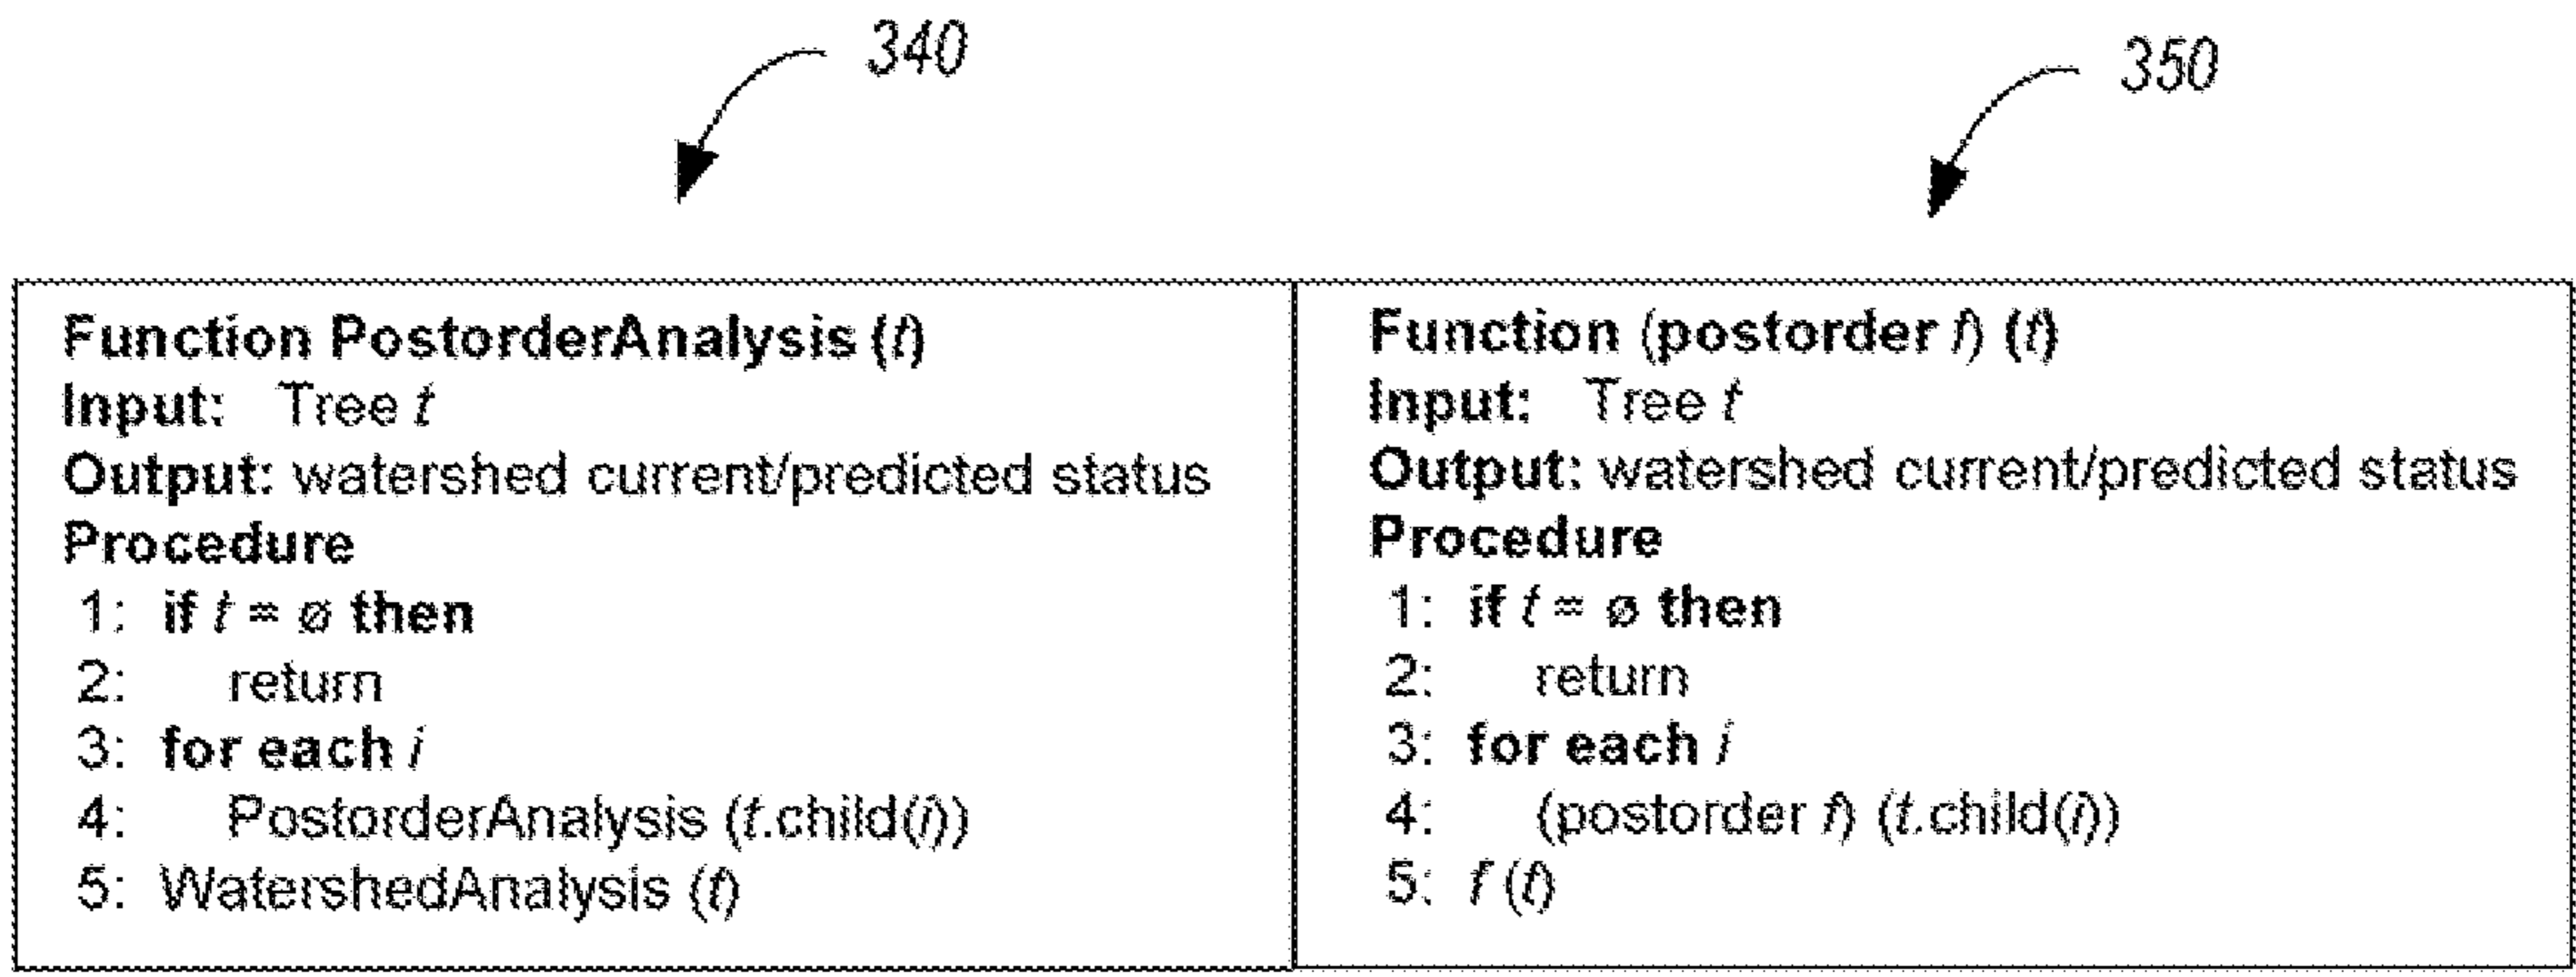 340
350
Function PostorderAnalysis (t)
Input: Tree t
Output: watershed current/predicted status
Procedure
1: if t = ø then
2: return
3: for each i
4: PostorderAnalysis (t.child(i))
5: WatershedAnalysis (t)
Function (postorder f) (t)
Input: Tree t
Output: watershed current/predicted status
Procedure
1: if t = ø then
2: return
3: for each i
4: (postorder f) (t.child(i))
5: f (t)